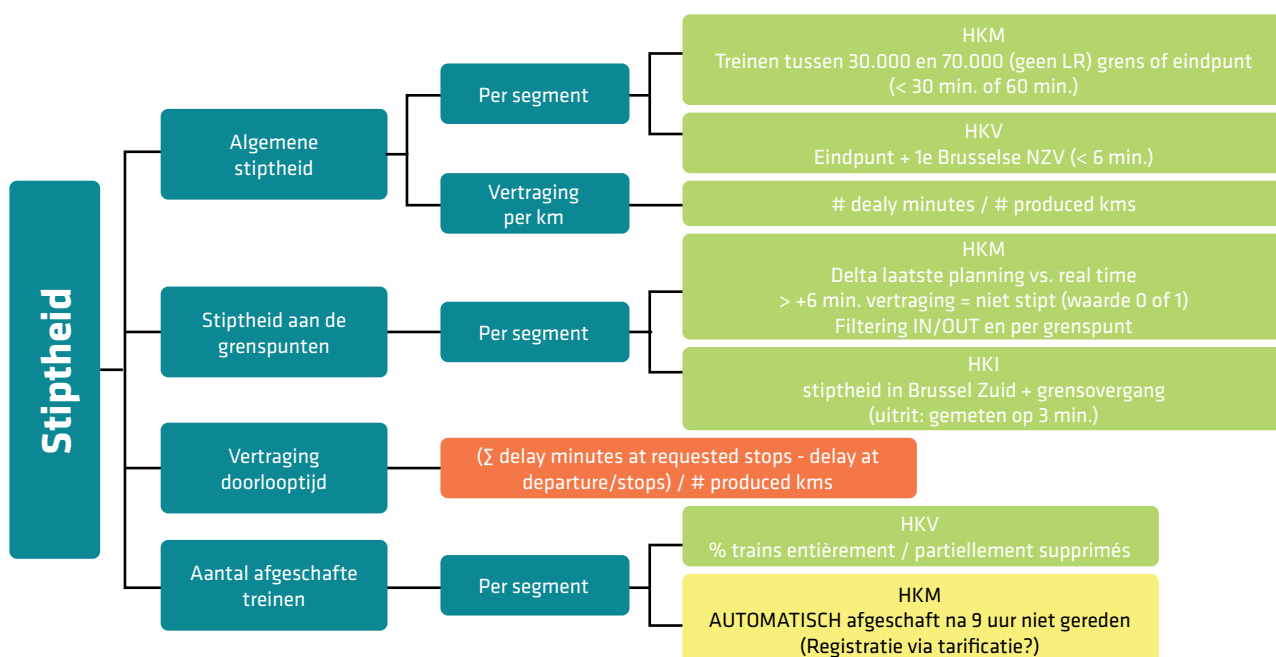 Stiptheid
Algemene
stiptheid
Per segment
HKM
Treinen tussen 30.000 en 70.000 (geen LR) grens of eindpunt
(< 30 min. of 60 min.)
HKV
Eindpunt + 1e Brusselse NZV (< 6 min.)
Vertraging
per km
# dealy minutes / # produced kms
Stiptheid aan de
grenspunten
Per segment
HKM
Delta laatste planning vs. real time
> +6 min. vertraging = niet stipt (waarde 0 of 1)
Filtering IN/OUT en per grenspunt
HKI
stiptheid in Brussel Zuid + grensovergang
(uitrit: gemeten op 3 min.)
Vertraging
doorlooptijd
(∑ delay minutes at requested stops - delay at
departure/stops) / # produced kms
Aantal afgeschafte
treinen
Per segment
HKV
% trains entièrement / partiellement supprimés
HKM
AUTOMATISCH afgeschaft na 9 uur niet gereden
(Registratie via tarificatie?)